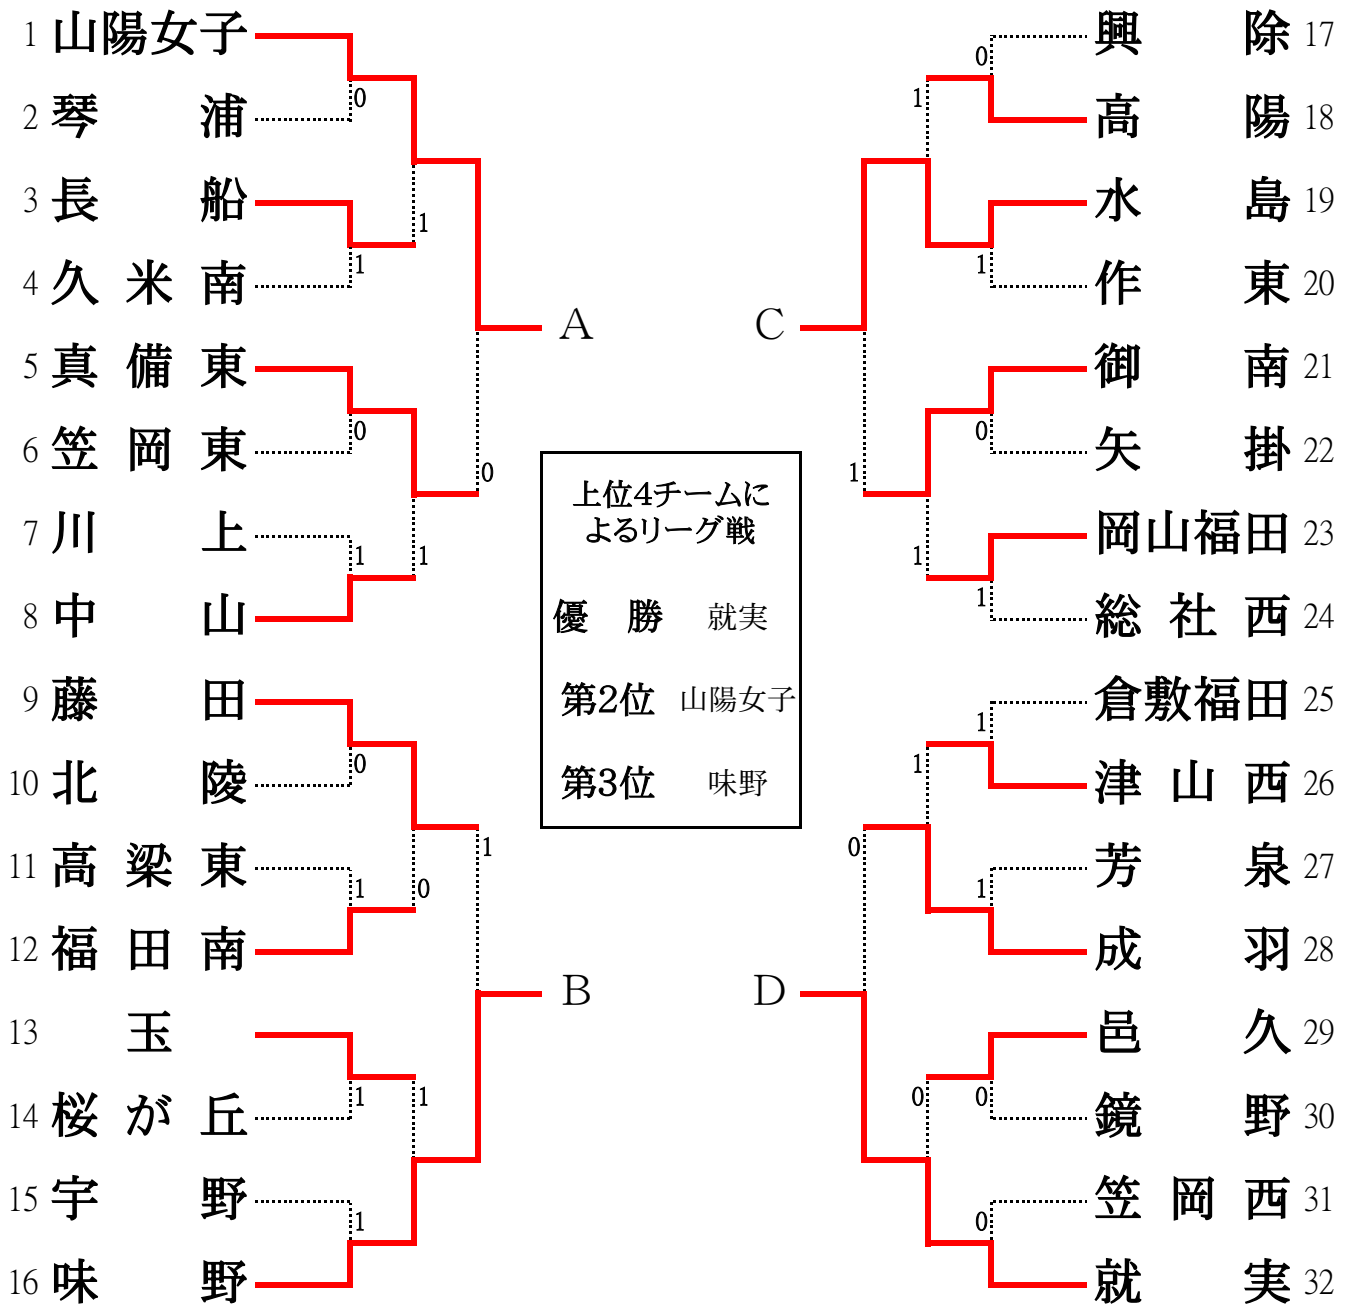 1 山陽女子
0
2 琴浦
3 長船
1
1
4 久米南
A
5 真備東
0
6 笠岡東
0
7 川上
1
1
8 中山
9 藤田
0
10 北陵
1
11 高梁東
1
0
12 福田南
B
13 玉
1
1
14 桜が丘
15 宇野
1
16 味野
上位4チームに
よるリーグ戦
優勝 就実
第2位 山陽女子
第3位 味野
興除 17
0
1
高陽 18
水島 19
1
作東 20
C
御南 21
0
矢掛 22
1
岡山福田 23
1
1
総社西 24
倉敷福田 25
1
1
津山西 26
0
芳泉 27
1
成羽 28
D
邑久 29
0
0
鏡野 30
笠岡西 31
0
就実 32